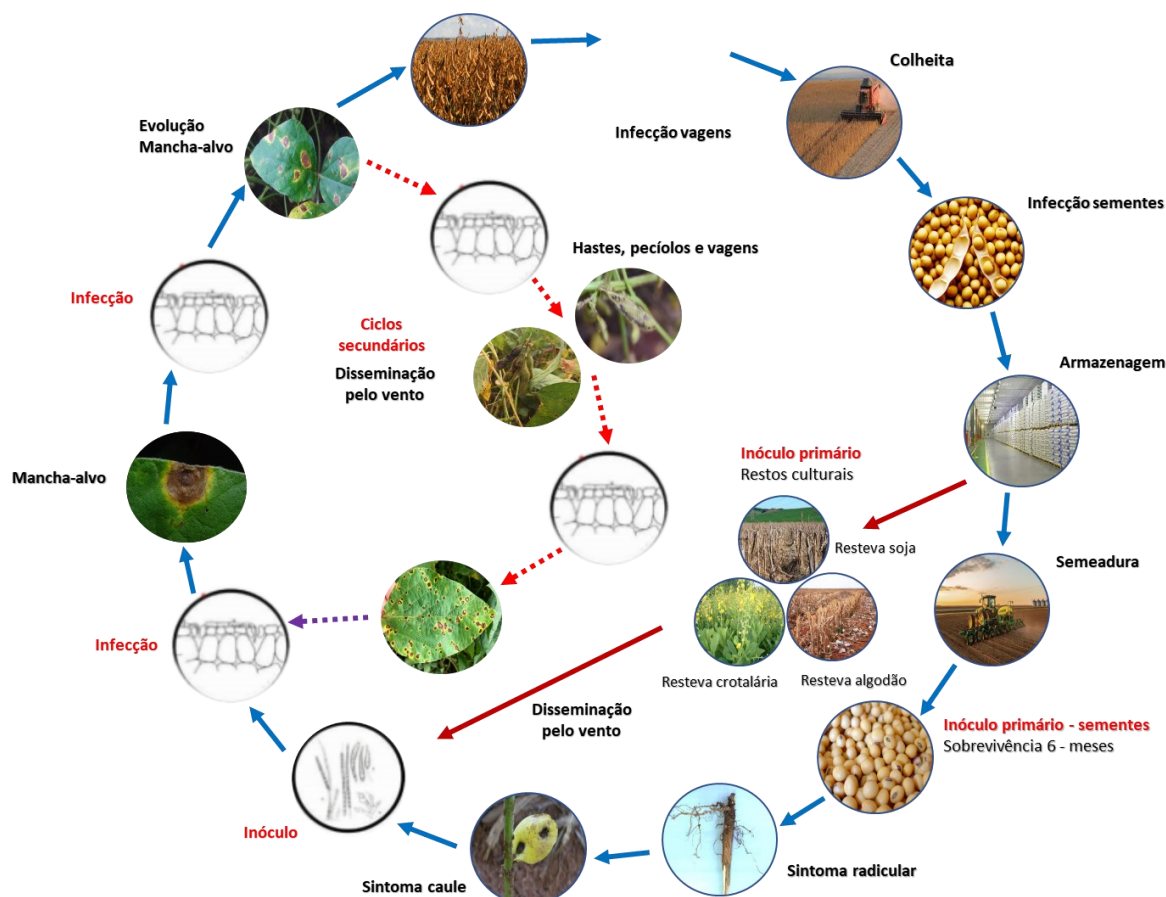 Colheita
Evolução
Mancha-alvo
Infecção vagens
Infecção sementes
Hastes, pecíolos e vagens
Infecção
Ciclos
secundários
Disseminação
pelo vento
Armazenagem
Mancha-alvo
Inóculo primário
Restos culturais
Resteva soja
Semeadura
Infecção
Resteva crotalária
Resteva algodão
Disseminação
pelo vento
Inóculo primário - sementes
Sobrevivência 6 - meses
Inóculo
Sintoma radicular
Sintoma caule